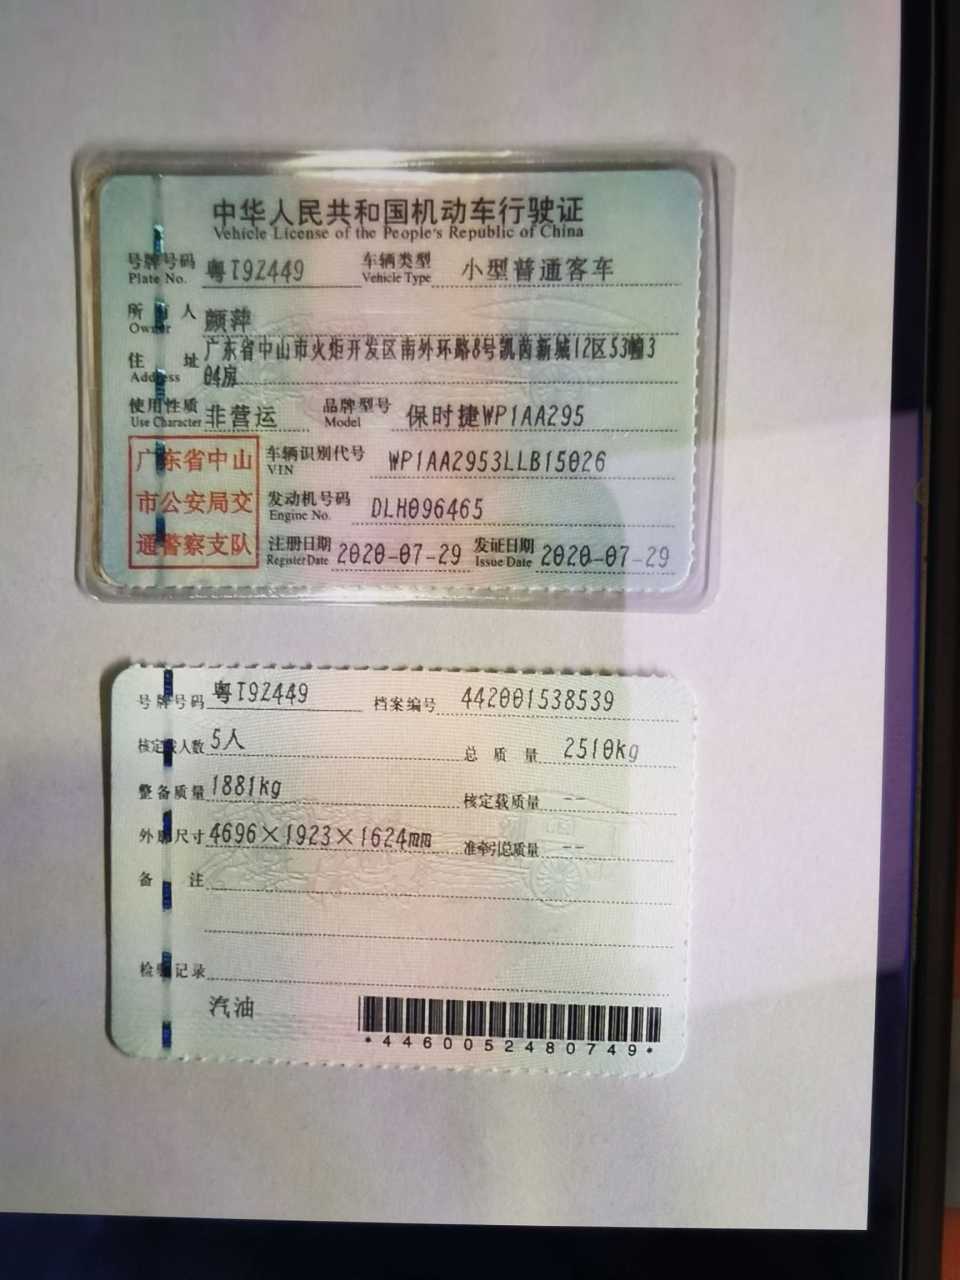 中华人民共和国机动车行驶证
Vehicle License of the People's Republic of China
号牌号码 粤T9Z449 车辆类型 小型普通客车
Plate No. Vehicle Type
所 有 人 颜萍
Owner
住 址 广东省中山市火炬开发区南外环路8号凯茵新城12区53幢3
Address 04房
使用性质 非营运 品牌型号 保时捷WP1AA295
Use Character Model
广东省中山
市公安局交
通警察支队
车辆识别代号 WP1AA2953LLB15026
VIN
发动机号码 DLH096465
Engine No.
注册日期 2020-07-29 发证日期 2020-07-29
Register Date Issue Date
号牌号码 粤T9Z449 档案编号 442001538539
核定载人数 5人 总 质 量 2510kg
整备质量 1881kg 核定载质量 --
外廓尺寸 4696×1923×1624mm 准牵引总质量 --
备 注
检验记录
汽油
*4460052480749*